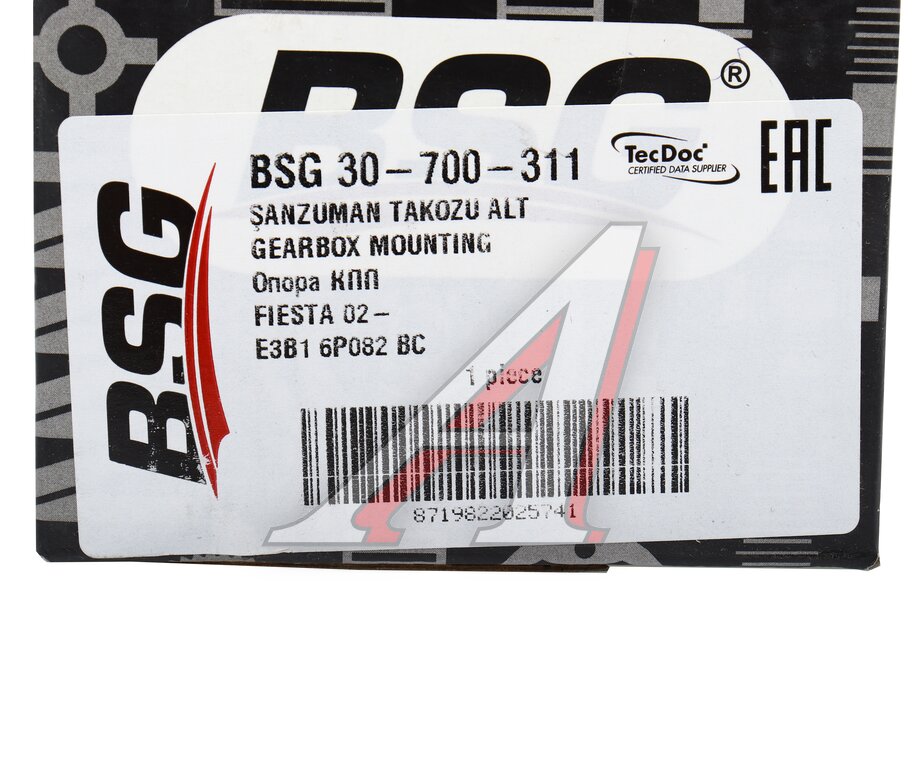 BSG ®
BSG
BSG 30-700-311
TecDoc
CERTIFIED DATA SUPPLIER
EAC
ŞANZUMAN TAKOZU ALT
GEARBOX MOUNTING
Опора КПП
FIESTA 02-
E3B1 6P082 BC
1 piece
8719822025741